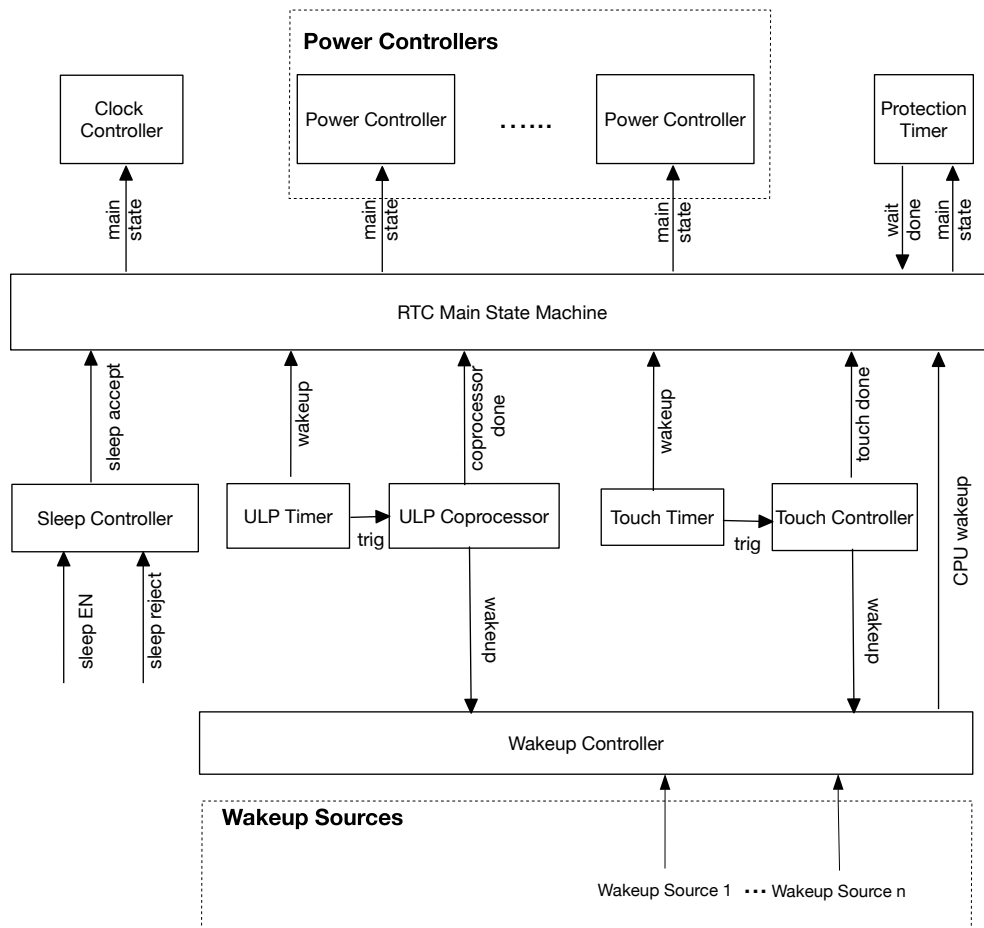 Power Controllers
Clock
Controller
Power Controller
......
Power Controller
Protection
Timer
main
state
main
state
main
state
wait
done
main
state
RTC Main State Machine
sleep accept
wakeup
coprocessor
done
wakeup
touch done
CPU wakeup
Sleep Controller
ULP Timer
trig
ULP Coprocessor
Touch Timer
trig
Touch Controller
sleep EN
sleep reject
wakeup
wakeup
Wakeup Controller
Wakeup Sources
Wakeup Source 1 ... Wakeup Source n